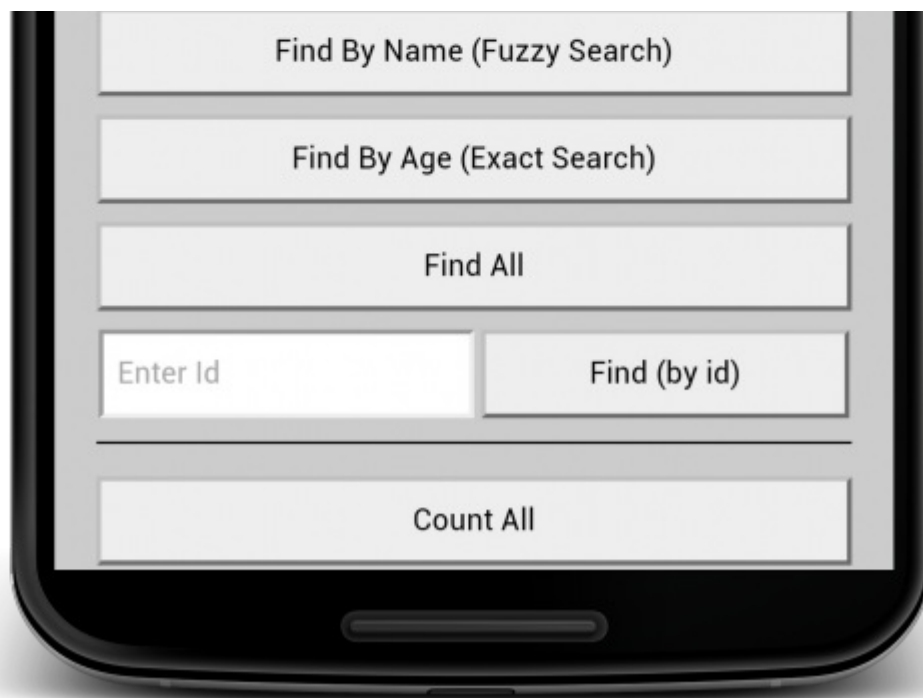 Find By Name (Fuzzy Search)
Find By Age (Exact Search)
Find All
Enter Id
Find (by id)
Count All